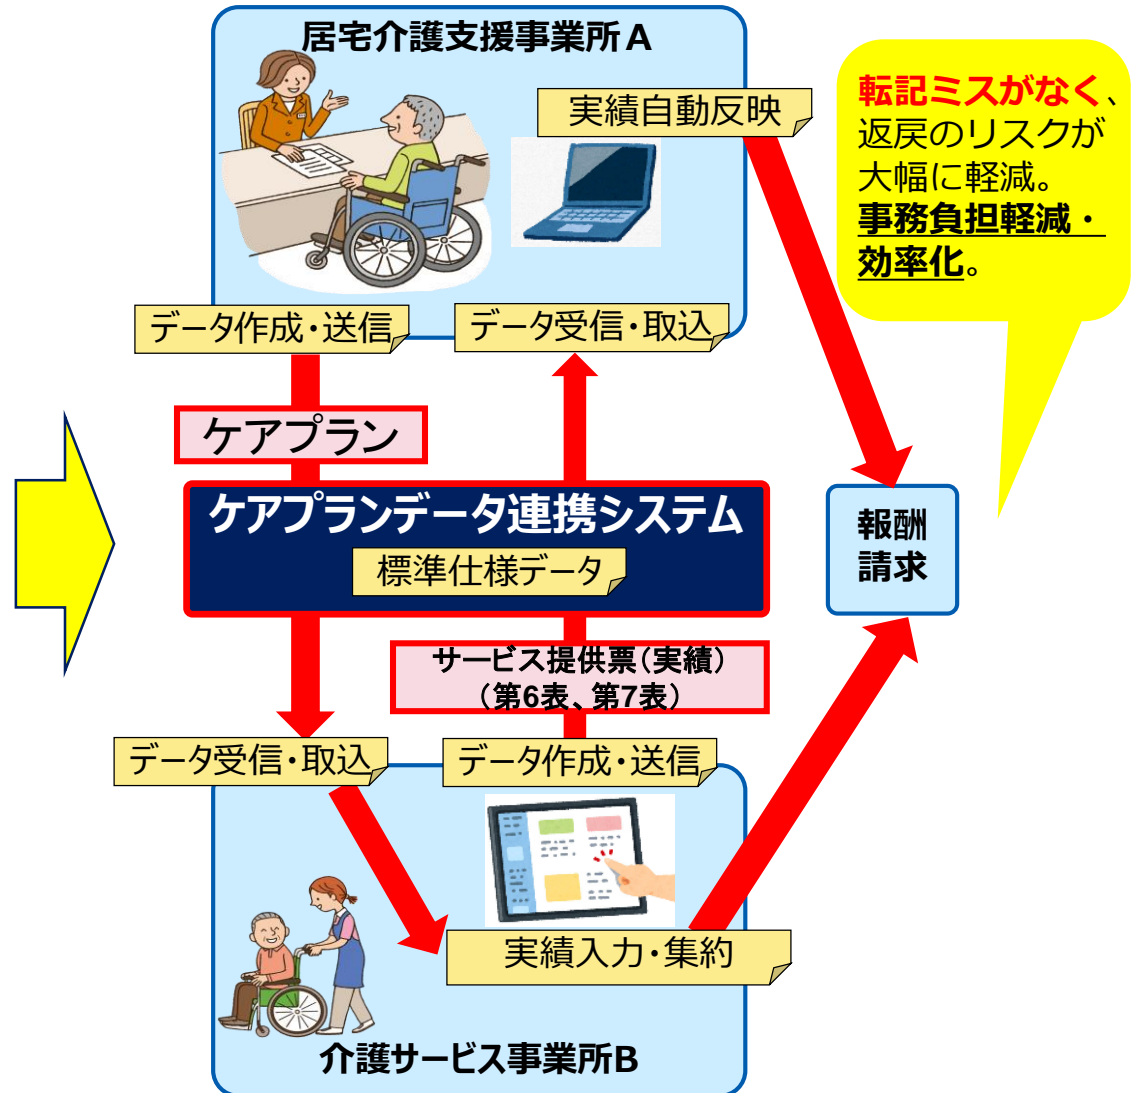 居宅介護支援事業所A
実績自動反映
転記ミスがなく、
返戻のリスクが
大幅に軽減。
事務負担軽減・
効率化。
データ作成・送信
データ受信・取込
ケアプラン
ケアプランデータ連携システム
標準仕様データ
報酬
請求
サービス提供票（実績）
（第6表、第7表）
データ受信・取込
データ作成・送信
実績入力・集約
介護サービス事業所B